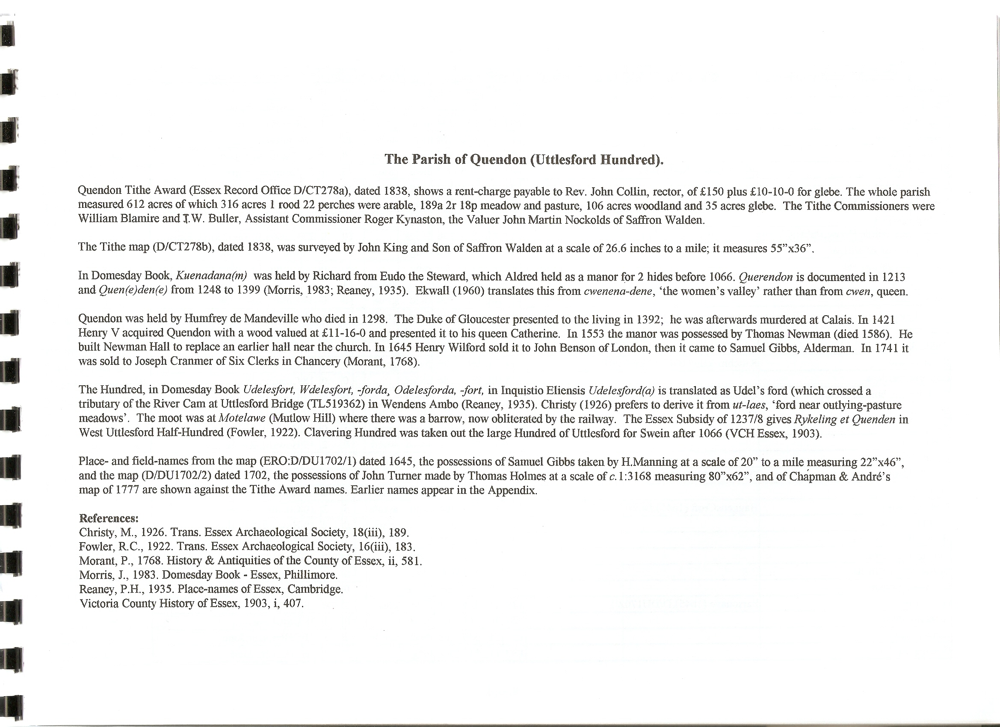 The Parish of Quendon (Uttlesford Hundred).
Quendon Tithe Award (Essex Record Office D/CT278a), dated 1838, shows a rent-charge payable to Rev. John Collin, rector, of £150 plus £10-10-0 for glebe. The whole parish
measured 612 acres of which 316 acres 1 rood 22 perches were arable, 189a 2r 18p meadow and pasture, 106 acres woodland and 35 acres glebe. The Tithe Commissioners were
William Blamire and T.W. Buller, Assistant Commissioner Roger Kynaston, the Valuer John Martin Nockolds of Saffron Walden.
The Tithe map (D/CT278b), dated 1838, was surveyed by John King and Son of Saffron Walden at a scale of 26.6 inches to a mile; it measures 55”x36”.
In Domesday Book, Kuenadana(m) was held by Richard from Eudo the Steward, which Aldred held as a manor for 2 hides before 1066. Querendon is documented in 1213
and Quen(e)den(e) from 1248 to 1399 (Morris, 1983; Reaney, 1935). Ekwall (1960) translates this from cwenena-dene, ‘the women’s valley’ rather than from cwen, queen.
Quendon was held by Humfrey de Mandeville who died in 1298. The Duke of Gloucester presented to the living in 1392; he was afterwards murdered at Calais. In 1421
Henry V acquired Quendon with a wood valued at £11-16-0 and presented it to his queen Catherine. In 1553 the manor was possessed by Thomas Newman (died 1586). He
built Newman Hall to replace an earlier hall near the church. In 1645 Henry Wilford sold it to John Benson of London, then it came to Samuel Gibbs, Alderman. In 1741 it
was sold to Joseph Cranmer of Six Clerks in Chancery (Morant, 1768).
The Hundred, in Domesday Book Udelesfort, Wdelesfort, -forda, Odelesforda, -fort, in Inquistio Eliensis Udelesford(a) is translated as Udel’s ford (which crossed a
tributary of the River Cam at Uttlesford Bridge (TL519362) in Wendens Ambo (Reaney, 1935). Christy (1926) prefers to derive it from ut-laes, ‘ford near outlying-pasture
meadows’. The moot was at Motelawe (Mutlow Hill) where there was a barrow, now obliterated by the railway. The Essex Subsidy of 1237/8 gives Rykeling et Quenden in
West Uttlesford Half-Hundred (Fowler, 1922). Clavering Hundred was taken out the large Hundred of Uttlesford for Swein after 1066 (VCH Essex, 1903).
Place- and field-names from the map (ERO:D/DU1702/1) dated 1645, the possessions of Samuel Gibbs taken by H.Manning at a scale of 20” to a mile measuring 22”x46”,
and the map (D/DU1702/2) dated 1702, the possessions of John Turner made by Thomas Holmes at a scale of c.1:3168 measuring 80”x62”, and of Chapman & André’s
map of 1777 are shown against the Tithe Award names. Earlier names appear in the Appendix.
References:
Christy, M., 1926. Trans. Essex Archaeological Society, 18(iii), 189.
Fowler, R.C., 1922. Trans. Essex Archaeological Society, 16(iii), 183.
Morant, P., 1768. History & Antiquities of the County of Essex, ii, 581.
Morris, J., 1983. Domesday Book - Essex, Phillimore.
Reaney, P.H., 1935. Place-names of Essex, Cambridge.
Victoria County History of Essex, 1903, i, 407.